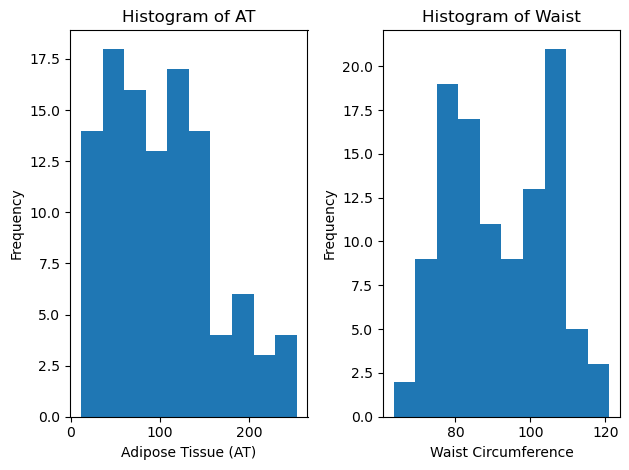 Histogram of AT
17.5
15.0
12.5
10.0
7.5
5.0
2.5
0.0
Frequency
0 100 200
Adipose Tissue (AT)
Histogram of Waist
20.0
17.5
15.0
12.5
10.0
7.5
5.0
2.5
0.0
Frequency
80 100 120
Waist Circumference